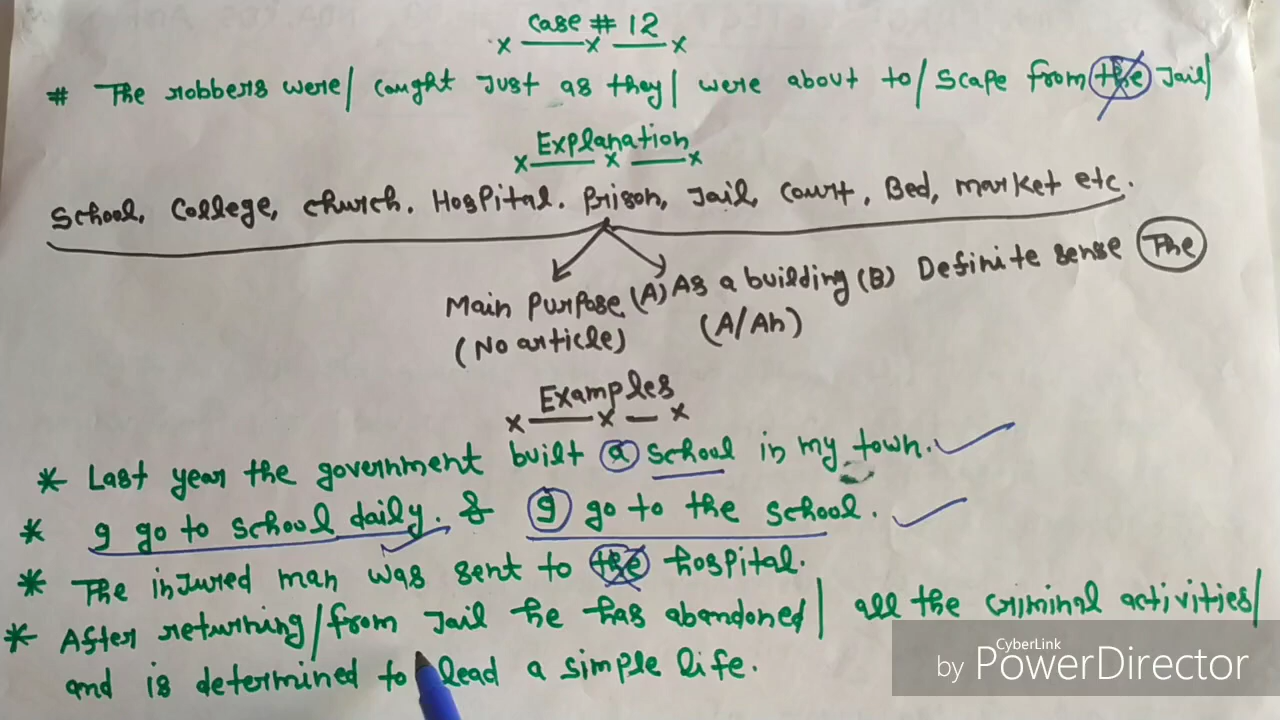 Case # 12
# The robbers were/ caught Just as they/ were about to/ Scape from the Jail/
Explanation
School, College, church, Hospital. Prison, Jail, Court, Bed, market etc.
Main Purpose (A) As a building (B) Definite sense The
(No article) (A/An)
Examples
* Last year the government built a school in my town.
* I go to school daily. & I go to the school.
* The injured man was sent to the hospital.
* After returning/from Jail he has abandoned/ all the criminal activities/
and is determined to lead a simple life.
CyberLink
by PowerDirector